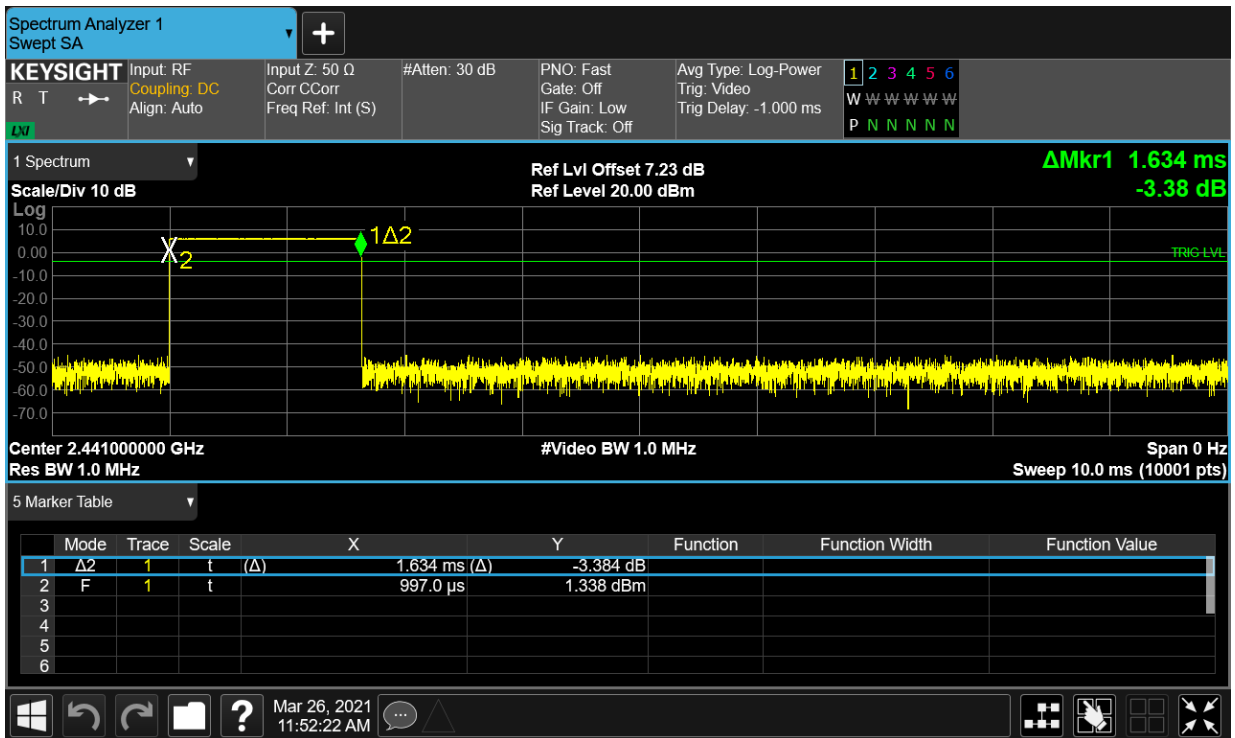 Spectrum Analyzer 1
Swept SA
KEYSIGHT
R T
LXI
Input: RF
Coupling: DC
Align: Auto
Input Z: 50 Ω
Corr CCorr
Freq Ref: Int (S)
#Atten: 30 dB
PNO: Fast
Gate: Off
IF Gain: Low
Sig Track: Off
Avg Type: Log-Power
Trig: Video
Trig Delay: -1.000 ms
1 2 3 4 5 6
W W W W W W
P N N N N N
1 Spectrum
Scale/Div 10 dB
Ref Lvl Offset 7.23 dB
Ref Level 20.00 dBm
ΔMkr1 1.634 ms
-3.38 dB
Log
10.0
0.00
-10.0
-20.0
-30.0
-40.0
-50.0
-60.0
-70.0
X2
1Δ2
TRIG LVL
Center 2.441000000 GHz
#Video BW 1.0 MHz
Span 0 Hz
Res BW 1.0 MHz
Sweep 10.0 ms (10001 pts)
5 Marker Table
Mode Trace Scale X Y Function Function Width Function Value
1 Δ2 1 t (Δ) 1.634 ms (Δ) -3.384 dB
2 F 1 t 997.0 µs 1.338 dBm
3
4
5
6
?
Mar 26, 2021
11:52:22 AM